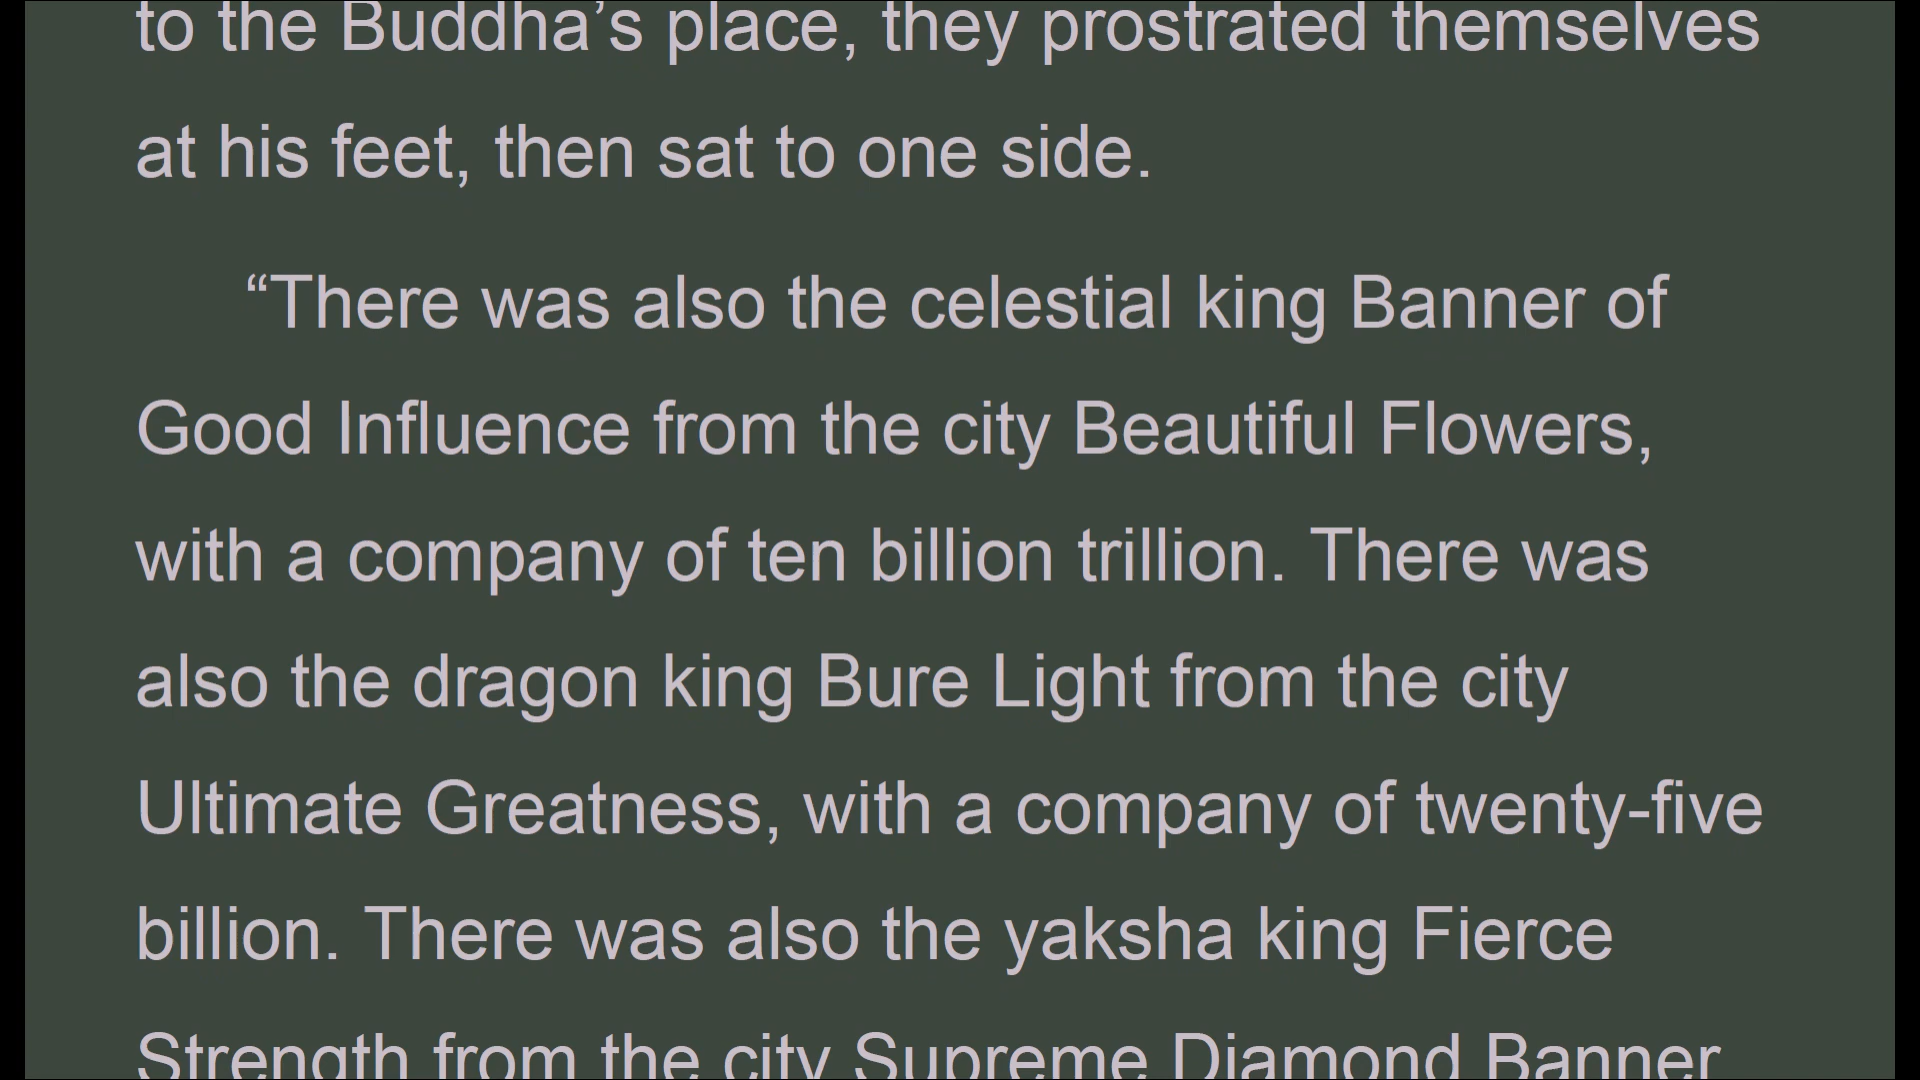 to the Buddha’s place, they prostrated themselves
at his feet, then sat to one side.
“There was also the celestial king Banner of
Good Influence from the city Beautiful Flowers,
with a company of ten billion trillion. There was
also the dragon king Bure Light from the city
Ultimate Greatness, with a company of twenty-five
billion. There was also the yaksha king Fierce
Strength from the city Supreme Diamond Banner